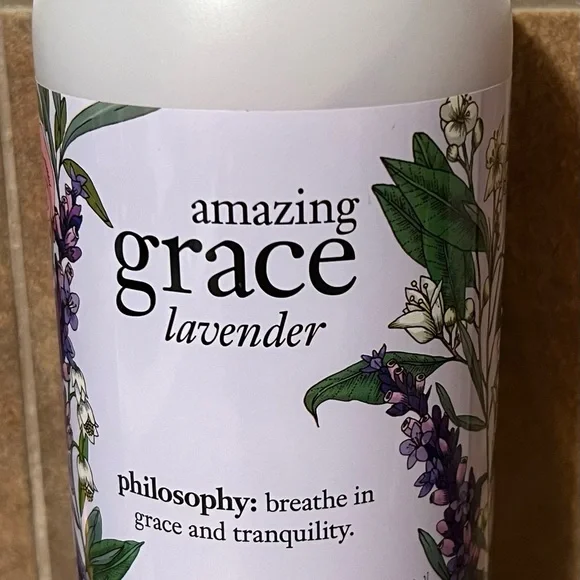 amazing
grace
lavender
philosophy: breathe in
grace and tranquility.